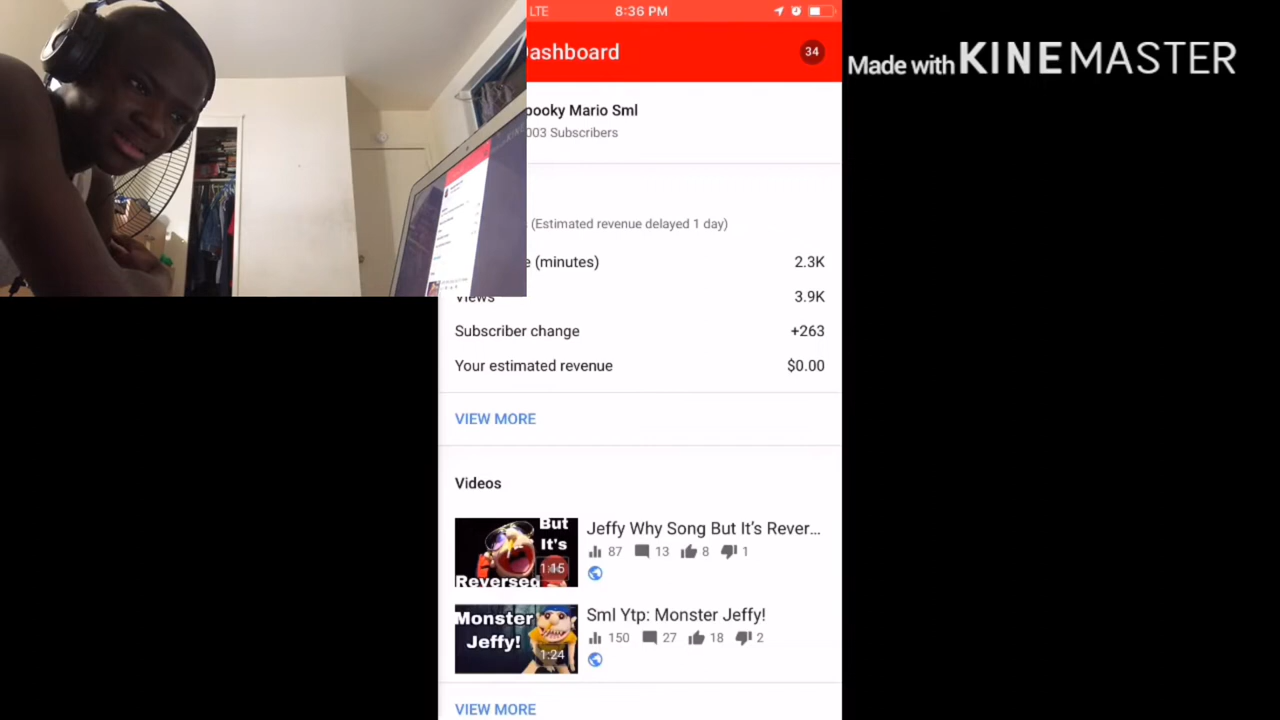 LTE 8:36 PM
ashboard 34
Made with KINEMASTER
ooky Mario Sml
003 Subscribers
(Estimated revenue delayed 1 day)
e (minutes) 2.3K
Views 3.9K
Subscriber change +263
Your estimated revenue $0.00
VIEW MORE
Videos
But
It's
Reversed
1:15
Jeffy Why Song But It's Rever...
87 13 8 1
Monster
Jeffy!
1:24
Sml Ytp: Monster Jeffy!
150 27 18 2
VIEW MORE